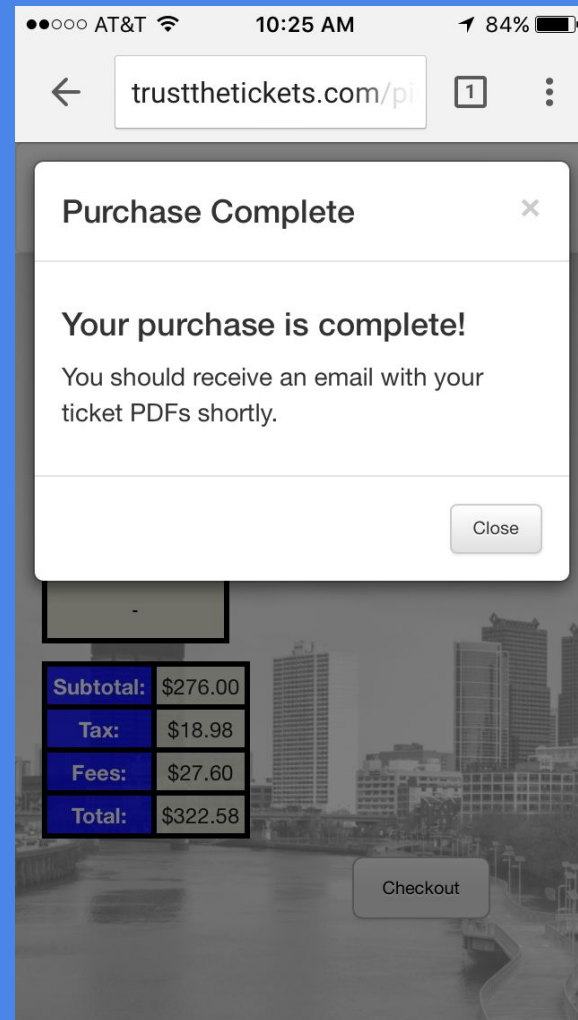 AT&T 10:25 AM 84%
trustthetickets.com/pi 1
Purchase Complete ×
Your purchase is complete!
You should receive an email with your
ticket PDFs shortly.
Close
-
Subtotal: $276.00
Tax: $18.98
Fees: $27.60
Total: $322.58
Checkout